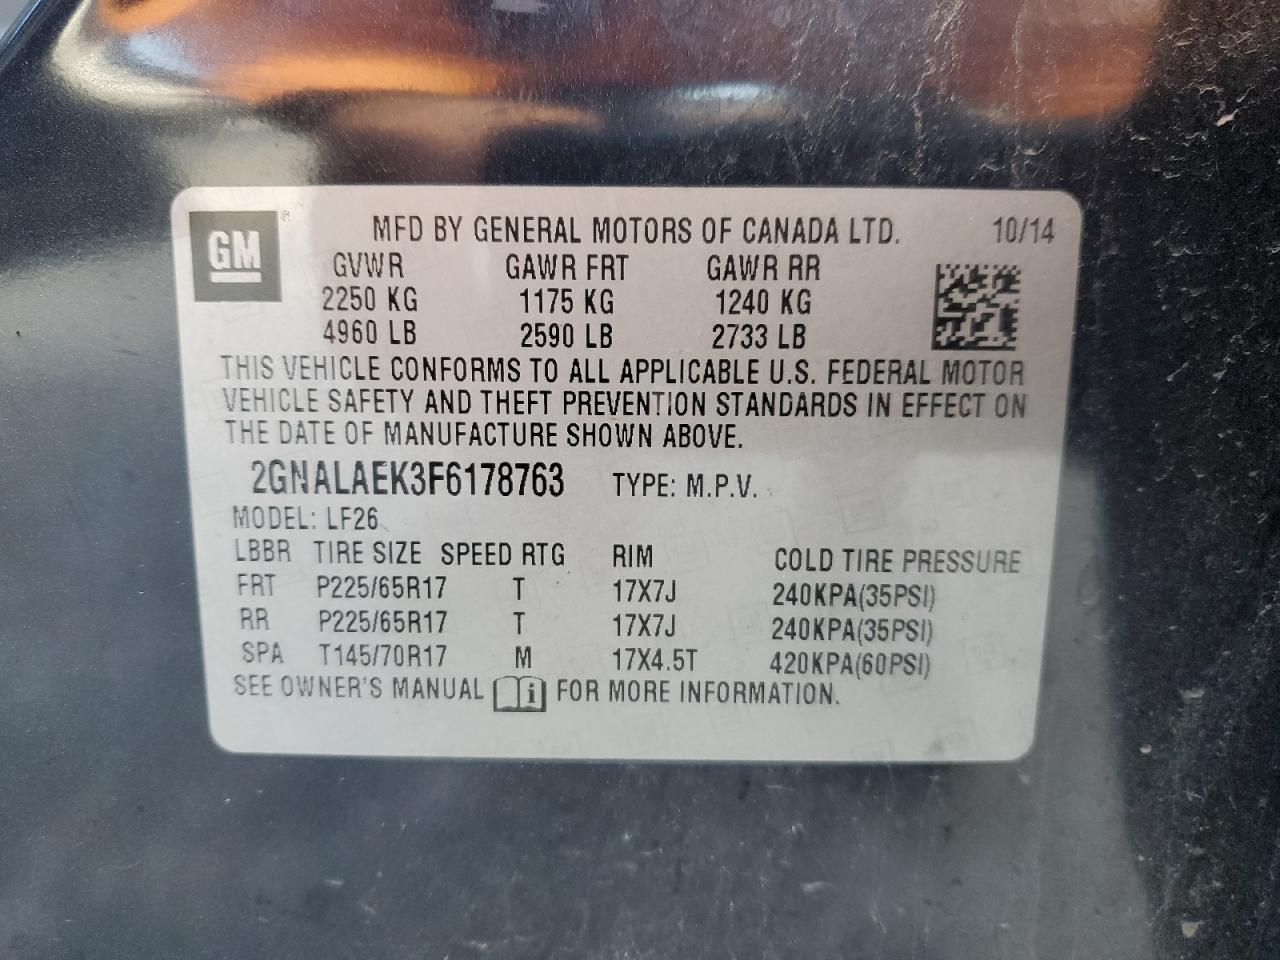 GM® MFD BY GENERAL MOTORS OF CANADA LTD. 10/14
GVWR GAWR FRT GAWR RR
2250 KG 1175 KG 1240 KG
4960 LB 2590 LB 2733 LB
THIS VEHICLE CONFORMS TO ALL APPLICABLE U.S. FEDERAL MOTOR
VEHICLE SAFETY AND THEFT PREVENTION STANDARDS IN EFFECT ON
THE DATE OF MANUFACTURE SHOWN ABOVE.
2GNALAEK3F6178763 TYPE: M.P.V.
MODEL: LF26
LBBR TIRE SIZE SPEED RTG RIM COLD TIRE PRESSURE
FRT P225/65R17 T 17X7J 240KPA(35PSI)
RR P225/65R17 T 17X7J 240KPA(35PSI)
SPA T145/70R17 M 17X4.5T 420KPA(60PSI)
SEE OWNER'S MANUAL i FOR MORE INFORMATION.